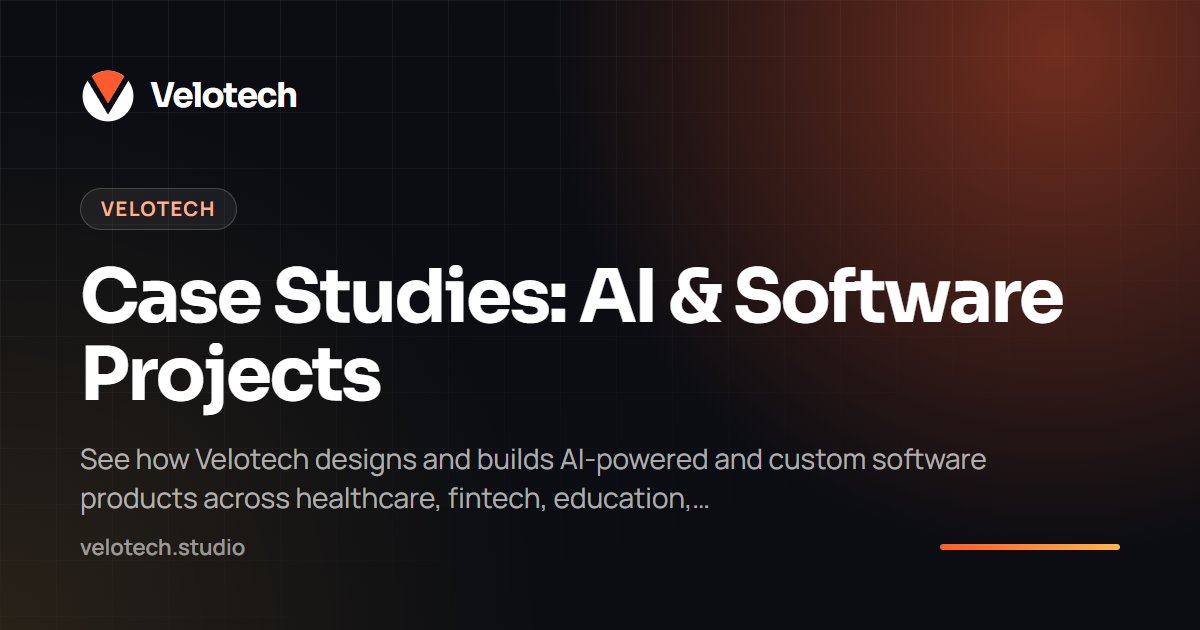 Velotech
VELOTECH
Case Studies: AI & Software
Projects
See how Velotech designs and builds AI-powered and custom software
products across healthcare, fintech, education,...
velotech.studio